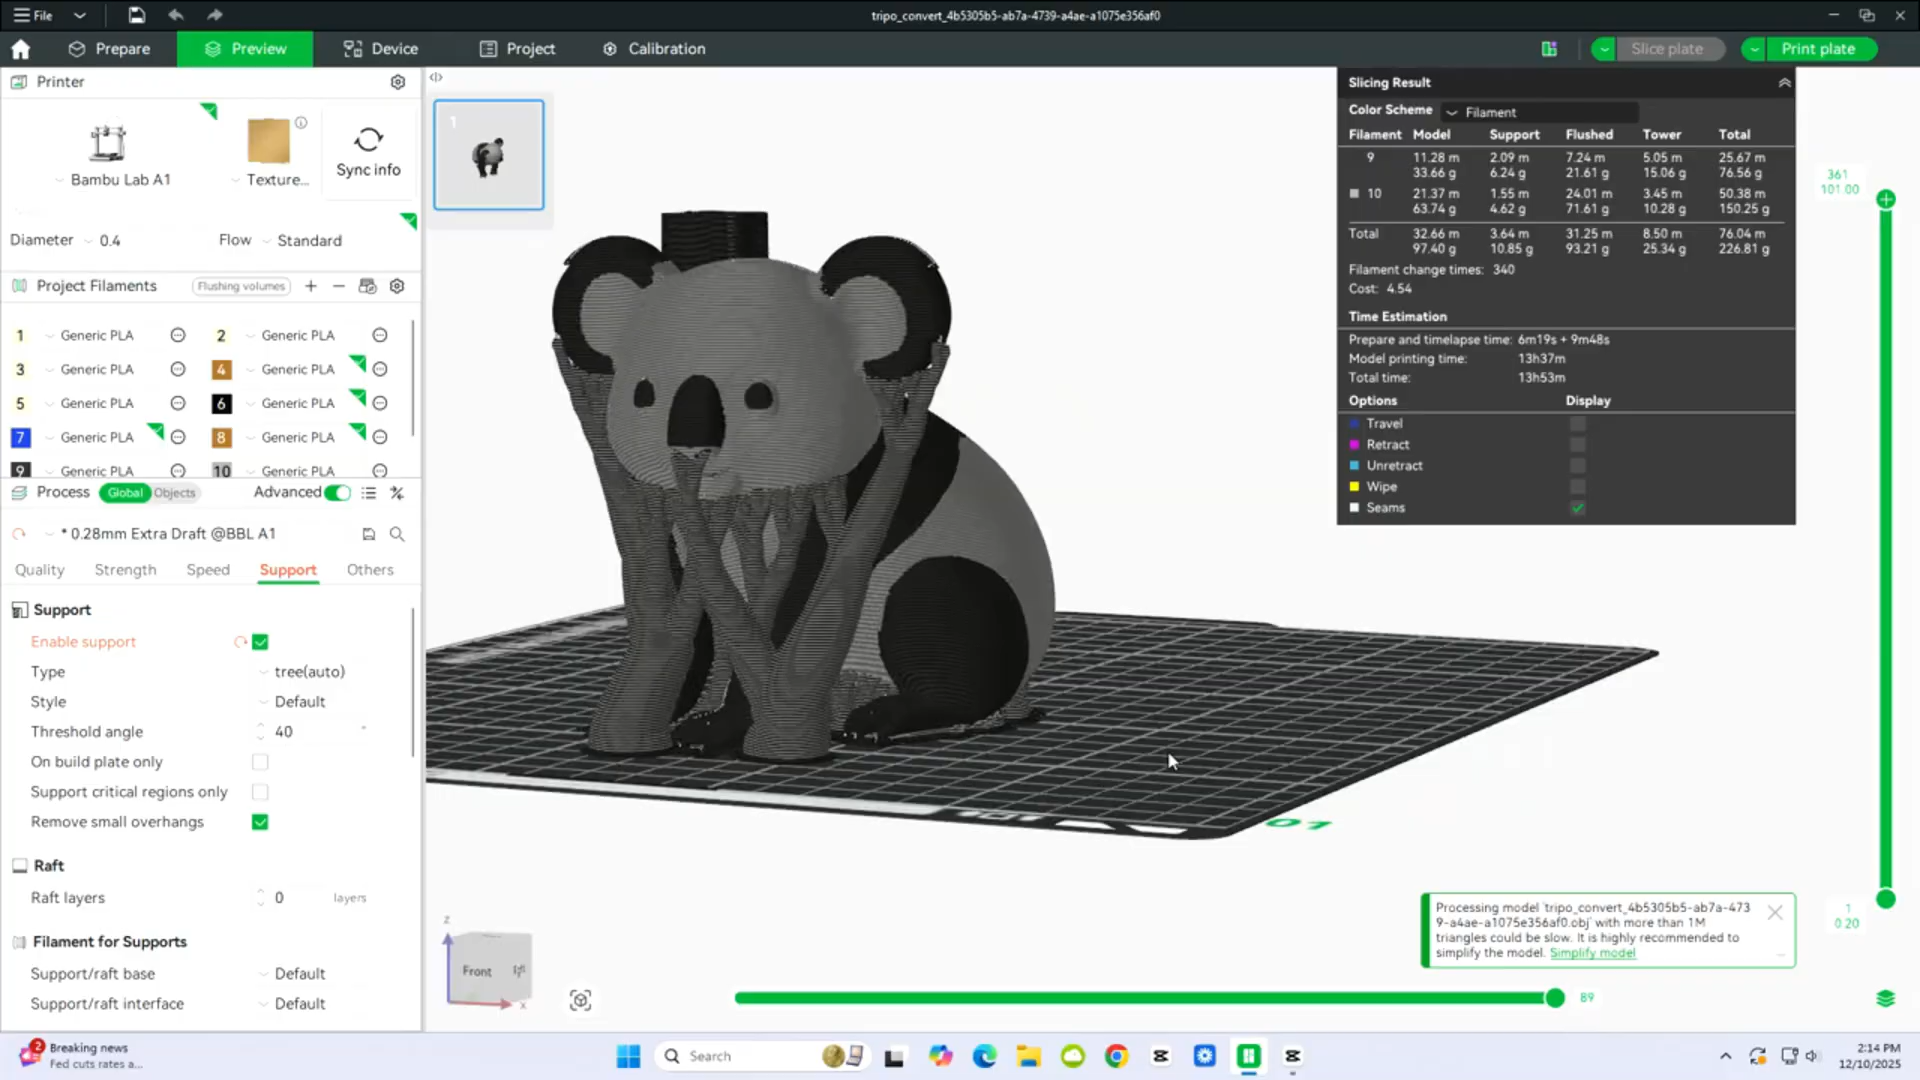 File
tripo_convert_4b5305b5-ab7a-4739-a4ae-a1075e356af0
Prepare
Preview
Device
Project
Calibration
Slice plate
Print plate
Printer
Bambu Lab A1
Texture...
Sync info
Diameter 0.4
Flow Standard
Project Filaments
Flushing volumes
1 Generic PLA
2 Generic PLA
3 Generic PLA
4 Generic PLA
5 Generic PLA
6 Generic PLA
7 Generic PLA
8 Generic PLA
9 Generic PLA
10 Generic PLA
Process Global Objects Advanced
* 0.28mm Extra Draft @BBL A1
Quality Strength Speed Support Others
Support
Enable support
Type tree(auto)
Style Default
Threshold angle 40 °
On build plate only
Support critical regions only
Remove small overhangs
Raft
Raft layers 0 layers
Filament for Supports
Support/raft base Default
Support/raft interface Default
1
Slicing Result
Color Scheme Filament
Filament Model Support Flushed Tower Total
9 11.28 m 2.09 m 7.24 m 5.05 m 25.67 m
33.66 g 6.24 g 21.61 g 15.06 g 76.56 g
10 21.37 m 1.55 m 24.01 m 3.45 m 50.38 m
63.74 g 4.62 g 71.61 g 10.28 g 150.25 g
Total 32.66 m 3.64 m 31.25 m 8.50 m 76.04 m
97.40 g 10.85 g 93.21 g 25.34 g 226.81 g
Filament change times: 340
Cost: 4.54
Time Estimation
Prepare and timelapse time: 6m19s + 9m48s
Model printing time: 13h37m
Total time: 13h53m
Options Display
Travel
Retract
Unretract
Wipe
Seams
361
101.00
1
0.20
01
Processing model 'tripo_convert_4b5305b5-ab7a-473
9-a4ae-a1075e356af0.obj' with more than 1M
triangles could be slow. It is highly recommended to
simplify the model. Simplify model
z
Front
x
89
2
Breaking news
Fed cuts rates a...
Search
2:14 PM
12/10/2025